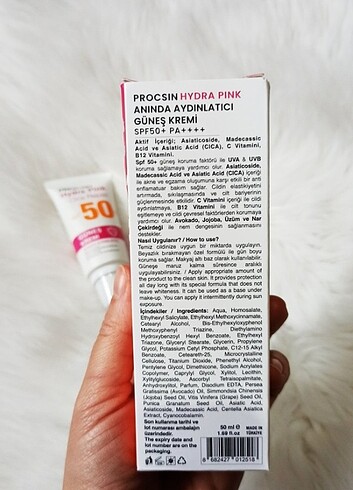 PROCSIN HYDRA PINK
ANINDA AYDINLATICI
GÜNEŞ KREMİ
SPF50+ PA++++
Aktif İçeriği; Asiaticoside, Madecassic
Acid ve Asiatic Acid (CICA), C Vitamini,
B12 Vitamini.
Spf 50+ güneş koruma faktörü ile UVA & UVB
koruma sağlamaya yardımcı olur. Asiaticoside,
Madecassic Acid ve Asiatic Acid (CICA) içeriği
ile akne ve egzama oluşumuna karşı etkili bir anti
enflamatuar bakım sağlar. Cildin elastikiyetini
artırmada, sıkılaşmasında ve cilt bariyerini
onarmada etkilidir. C Vitamini içeriği ile cildi
aydınlatmaya, B12 Vitamini ile cilt tonunu
eşitlemeye ve cildi çevresel faktörlerden korumaya
yardımcı olur. Avokado, Jojoba, Üzüm ve Nar
Çekirdeği ile nem dengesinin sağlanmasını
destekler.
Nasıl Uygulanır? / How to use?
Temiz cildinize uygun bir miktarda uygulayın.
Beyazlık bırakmayan özel formülü ile gün boyu
koruma sağlar. Makyaj altı baz olarak kullanılabilir.
Güneşe maruz kalma süresince aralıklı
uygulayabilirsiniz. / Apply appropriate amount of
the product to the clean skin. It provides protection
all day long with its special formula that does not
leave whiteness. It can be used as a base under
make-up. You can apply it intermittently during sun
exposure.
İçindekiler / Ingredients: Aqua, Homosalate,
Ethylhexyl Salicylate, Ethylhexyl Methoxycinnamate,
Cetearyl Alcohol, Bis-Ethylhexyloxyphenol
Methoxyphenyl Triazine, Diethylamino
Hydroxybenzoyl Hexyl Benzoate, Ethylhexyl
Triazone, Glyceryl Stearate, Glycerin, Propylene
Glycol, Potassium Cetyl Phosphate, C12-15 Alkyl
Benzoate, Ceteareth-25, Microcrystalline
Cellulose, Titanium Dioxide, Phenethyl Alcohol,
Pentylene Glycol, Dimethicone, Sodium Acrylates
Copolymer, Caprylyl Glycol, Xylitol, Lecithin,
Xylitylglucoside, Ascorbyl Tetraisopalmitate,
Anhydroxylitol, Parfum, Disodium EDTA, Persea
Gratissima (Avocado) Oil, Simmondsia Chinensis
(Jojoba) Seed Oil, Vitis Vinifera (Grape) Seed Oil,
Punica Granatum Seed Oil, Asiatic Acid,
Asiaticoside, Madecassic Acid, Centella Asiatica
Extract, Cyanocobalamin.
Son kullanma tarihi ve
lot numarası ambalajın
üzerindedir.
The expiry date and
lot number are on the
packaging.
50 ml e
1.69 fl.oz.
MADE IN
TÜRKİYE
8 682427 012518
Hydra Pink
50